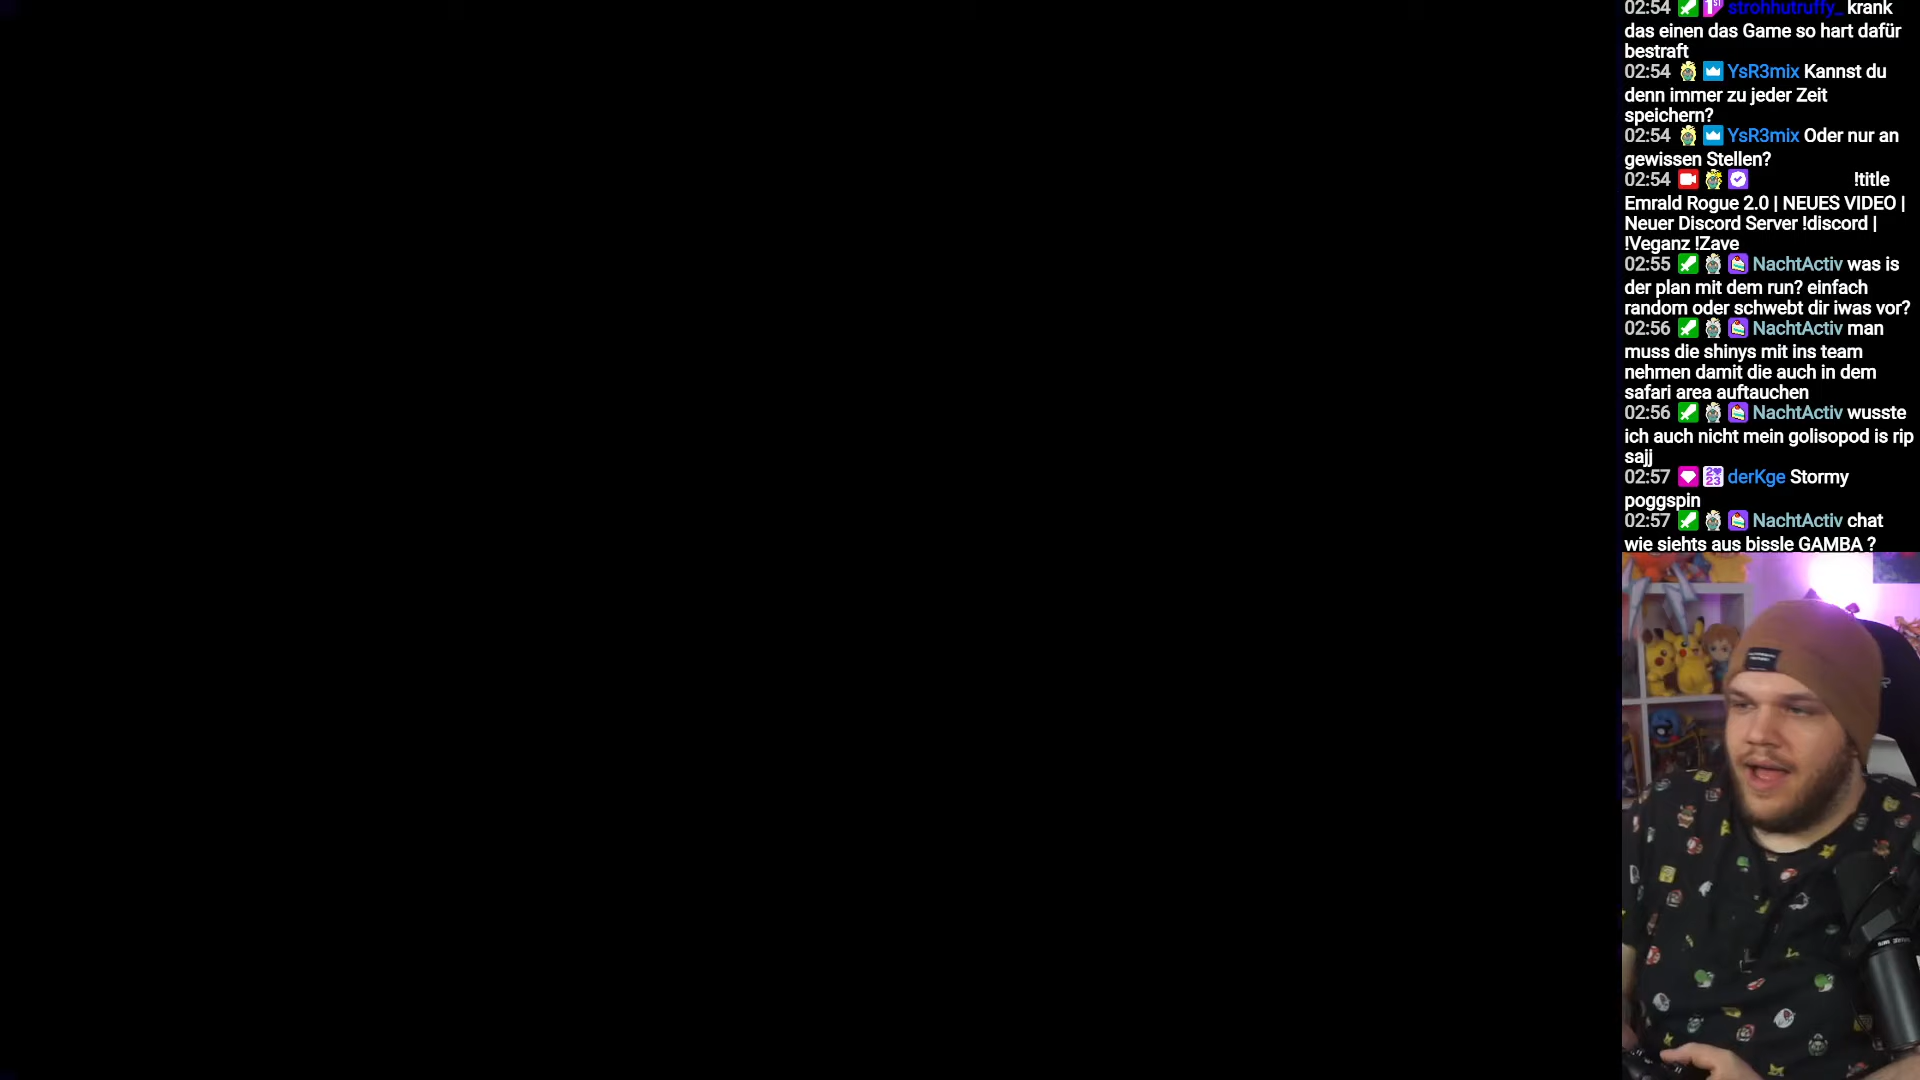 02:54 strohhutruffy_ krank
das einen das Game so hart dafür
bestraft
02:54 YsR3mix Kannst du
denn immer zu jeder Zeit
speichern?
02:54 YsR3mix Oder nur an
gewissen Stellen?
02:54 !title
Emrald Rogue 2.0 | NEUES VIDEO |
Neuer Discord Server !discord |
!Veganz !Zave
02:55 NachtActiv was is
der plan mit dem run? einfach
random oder schwebt dir iwas vor?
02:56 NachtActiv man
muss die shinys mit ins team
nehmen damit die auch in dem
safari area auftauchen
02:56 NachtActiv wusste
ich auch nicht mein golisopod is rip
sajj
02:57 derKge Stormy
poggspin
02:57 NachtActiv chat
wie siehts aus bissle GAMBA ?